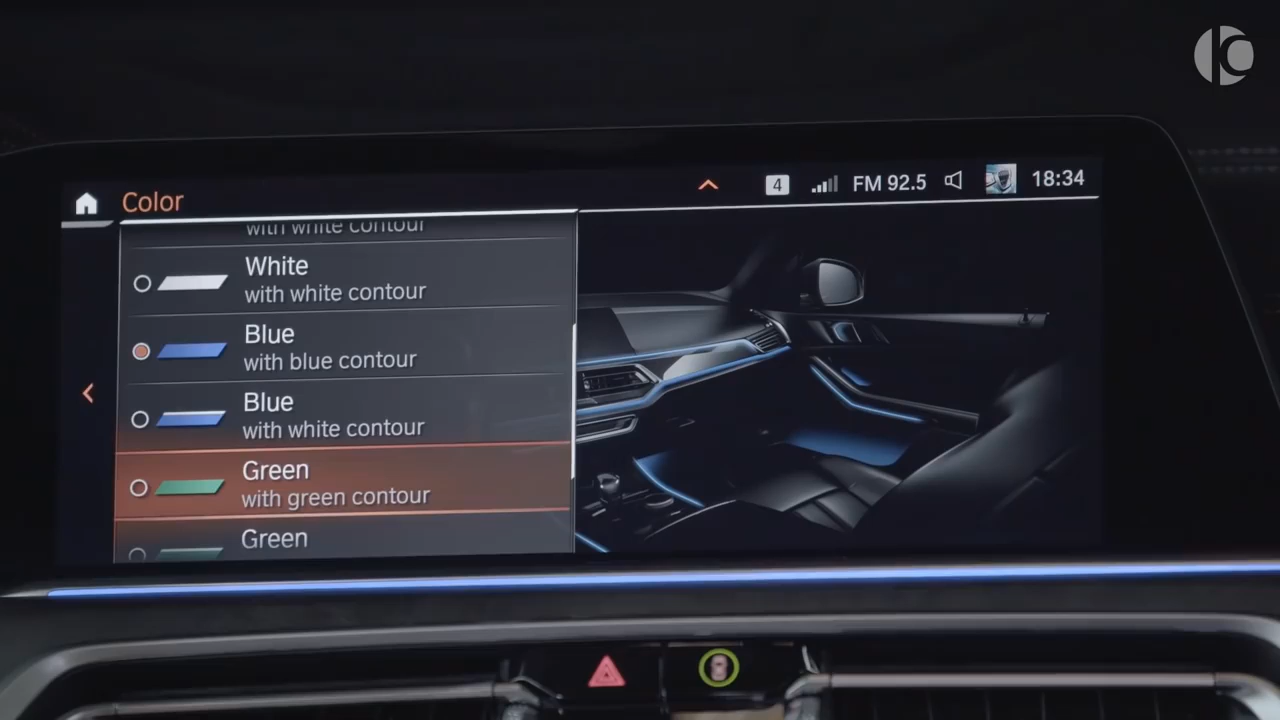 Color
4
FM 92.5
18:34
with white contour
White
with white contour
Blue
with blue contour
Blue
with white contour
Green
with green contour
Green